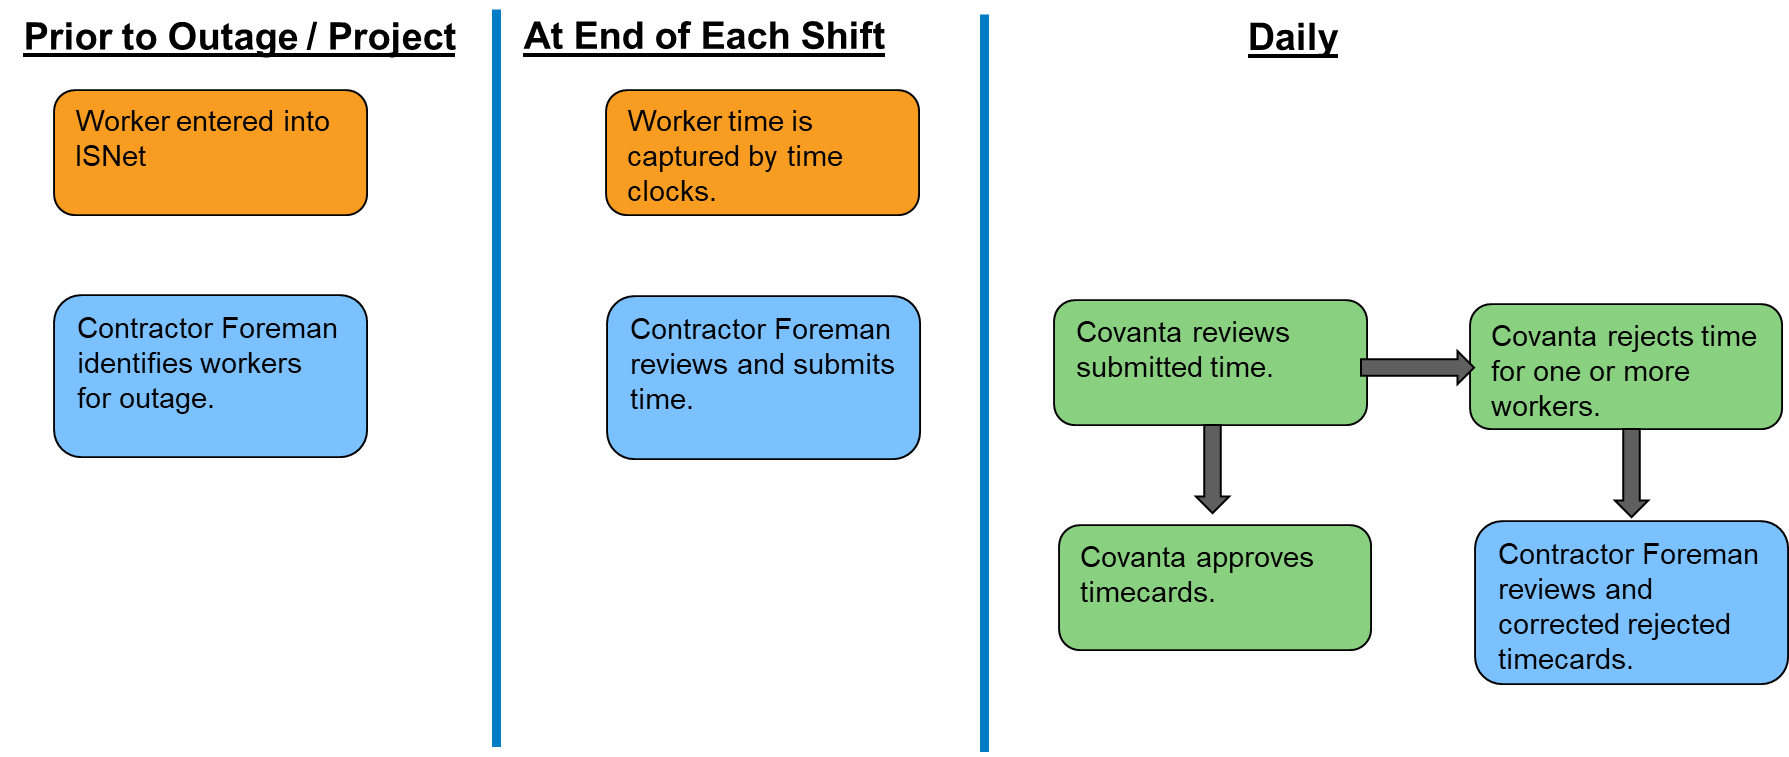 Prior to Outage / Project
Worker entered into
ISNet
Contractor Foreman
identifies workers
for outage.
At End of Each Shift
Worker time is
captured by time
clocks.
Contractor Foreman
reviews and submits
time.
Daily
Covanta reviews
submitted time.
Covanta rejects time
for one or more
workers.
Covanta approves
timecards.
Contractor Foreman
reviews and
corrected rejected
timecards.